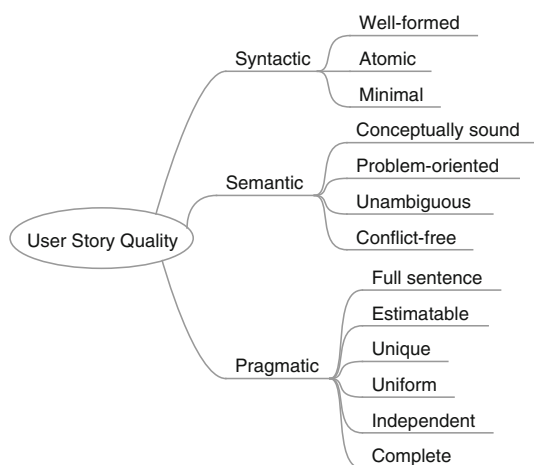 User Story Quality
Syntactic
Well-formed
Atomic
Minimal
Semantic
Conceptually sound
Problem-oriented
Unambiguous
Conflict-free
Pragmatic
Full sentence
Estimatable
Unique
Uniform
Independent
Complete